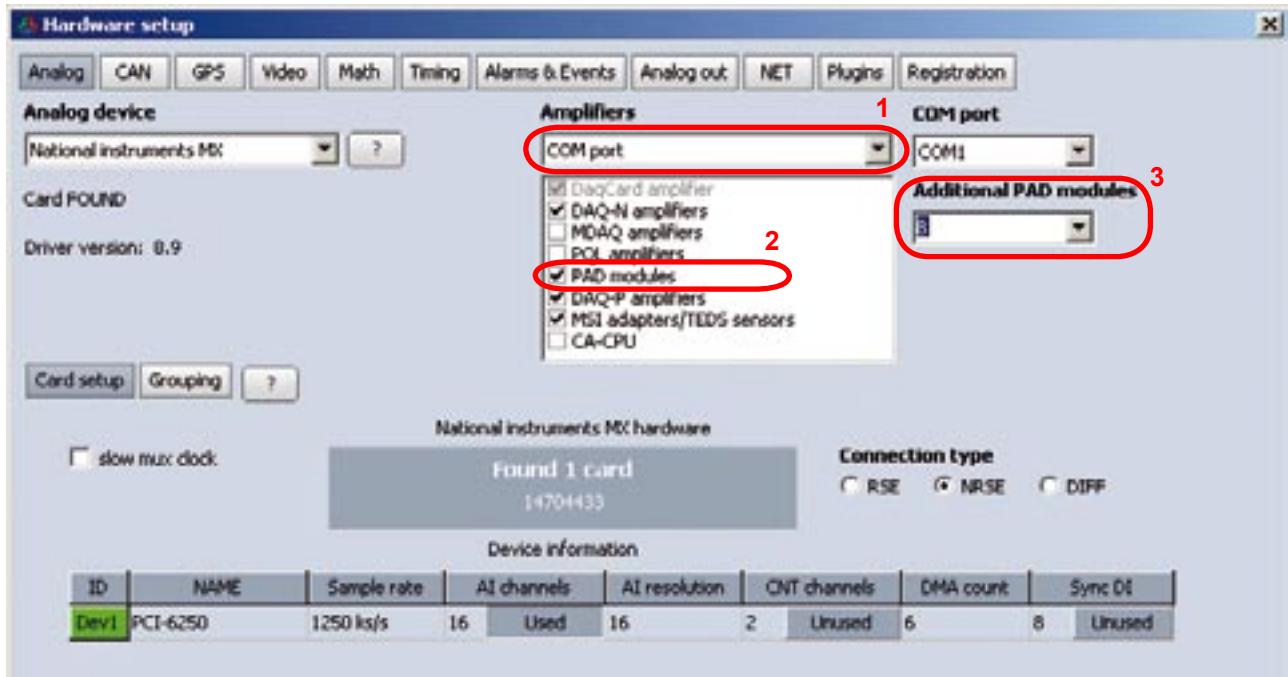 Hardware setup
Analog CAN GPS Video Math Timing Alarms & Events Analog out NET Plugins Registration
Analog device
National instruments MX ?
Card FOUND
Driver version: 8.9
Amplifiers 1
COM port
DaqCard amplifier
DAQ-N amplifiers
MDAQ amplifiers
2
PQL amplifiers
PAD modules
DAQ-P amplifiers
MSI adapters/TEDS sensors
CA-CPU
COM port
COM1
3
Additional PAD modules
8
Card setup Grouping ?
National instruments MX hardware
slow mux clock
Found 1 card
14704433
Connection type
RSE NRSE DIFF
Device information
ID NAME Sample rate AI channels AI resolution CNT channels DMA count Sync DI
Dev1 PCI-6250 1250 ks/s 16 Used 16 2 Unused 6 8 Unused